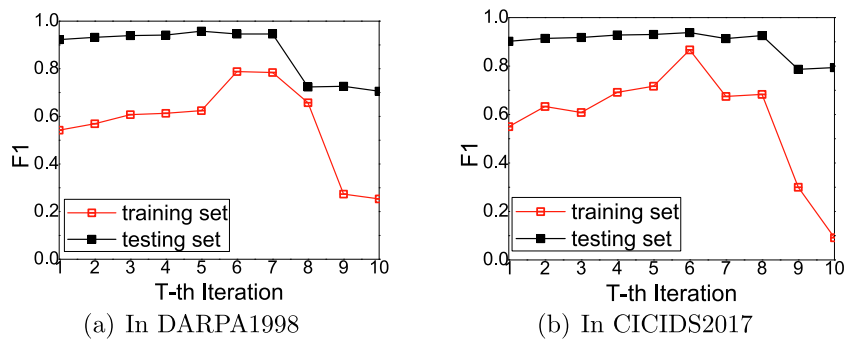 1.0
0.8
0.6
0.4
0.2
0.0
F1
training set
testing set
1 2 3 4 5 6 7 8 9 10
T-th Iteration
(a) In DARPA1998
1.0
0.8
0.6
0.4
0.2
0.0
F1
training set
testing set
1 2 3 4 5 6 7 8 9 10
T-th Iteration
(b) In CICIDS2017